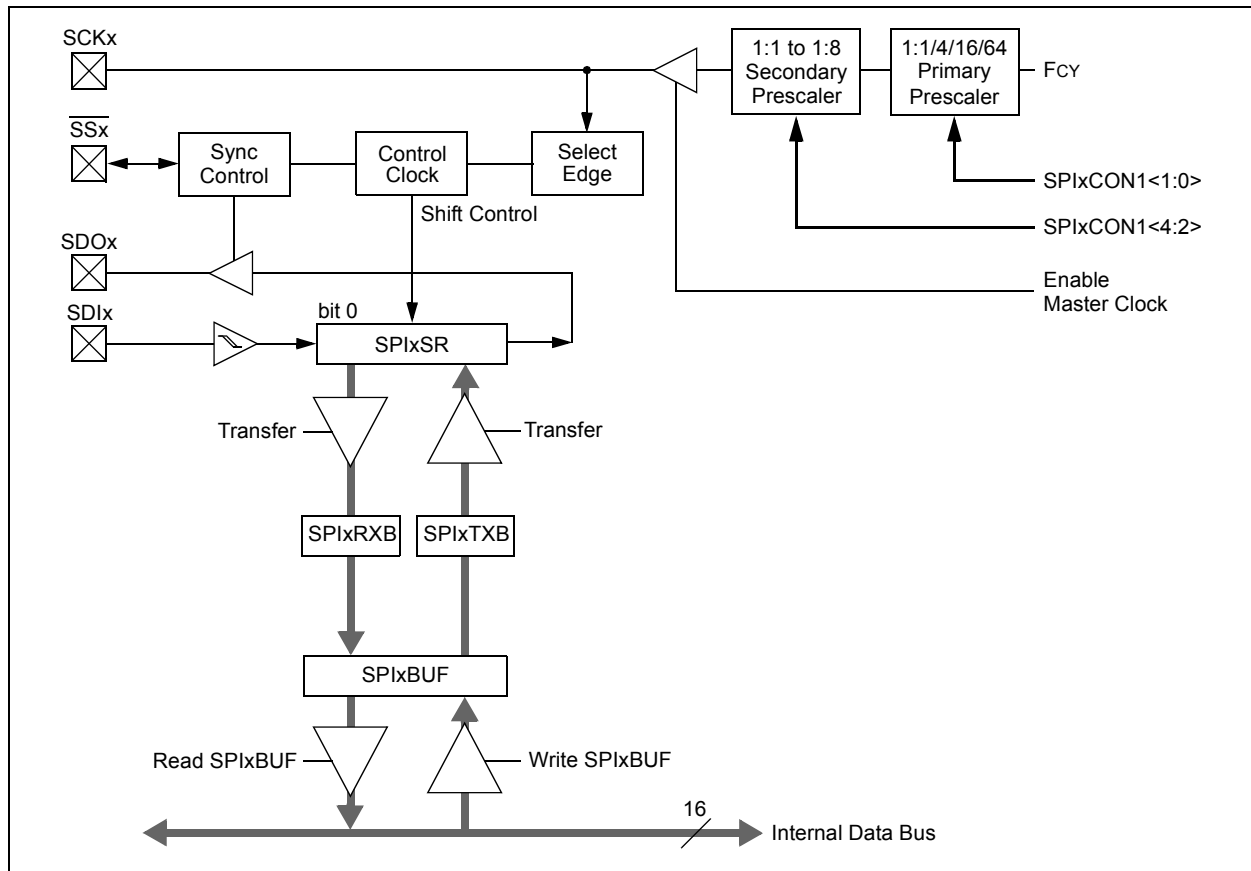 SCKx
1:1 to 1:8
Secondary
Prescaler
1:1/4/16/64
Primary
Prescaler
FCY
SSx
Sync
Control
Control
Clock
Select
Edge
SPIxCON1<1:0>
Shift Control
SPIxCON1<4:2>
SDOx
Enable
Master Clock
SDIx
bit 0
SPIxSR
Transfer
Transfer
SPIxRXB
SPIxTXB
SPIxBUF
Read SPIxBUF
Write SPIxBUF
16
Internal Data Bus